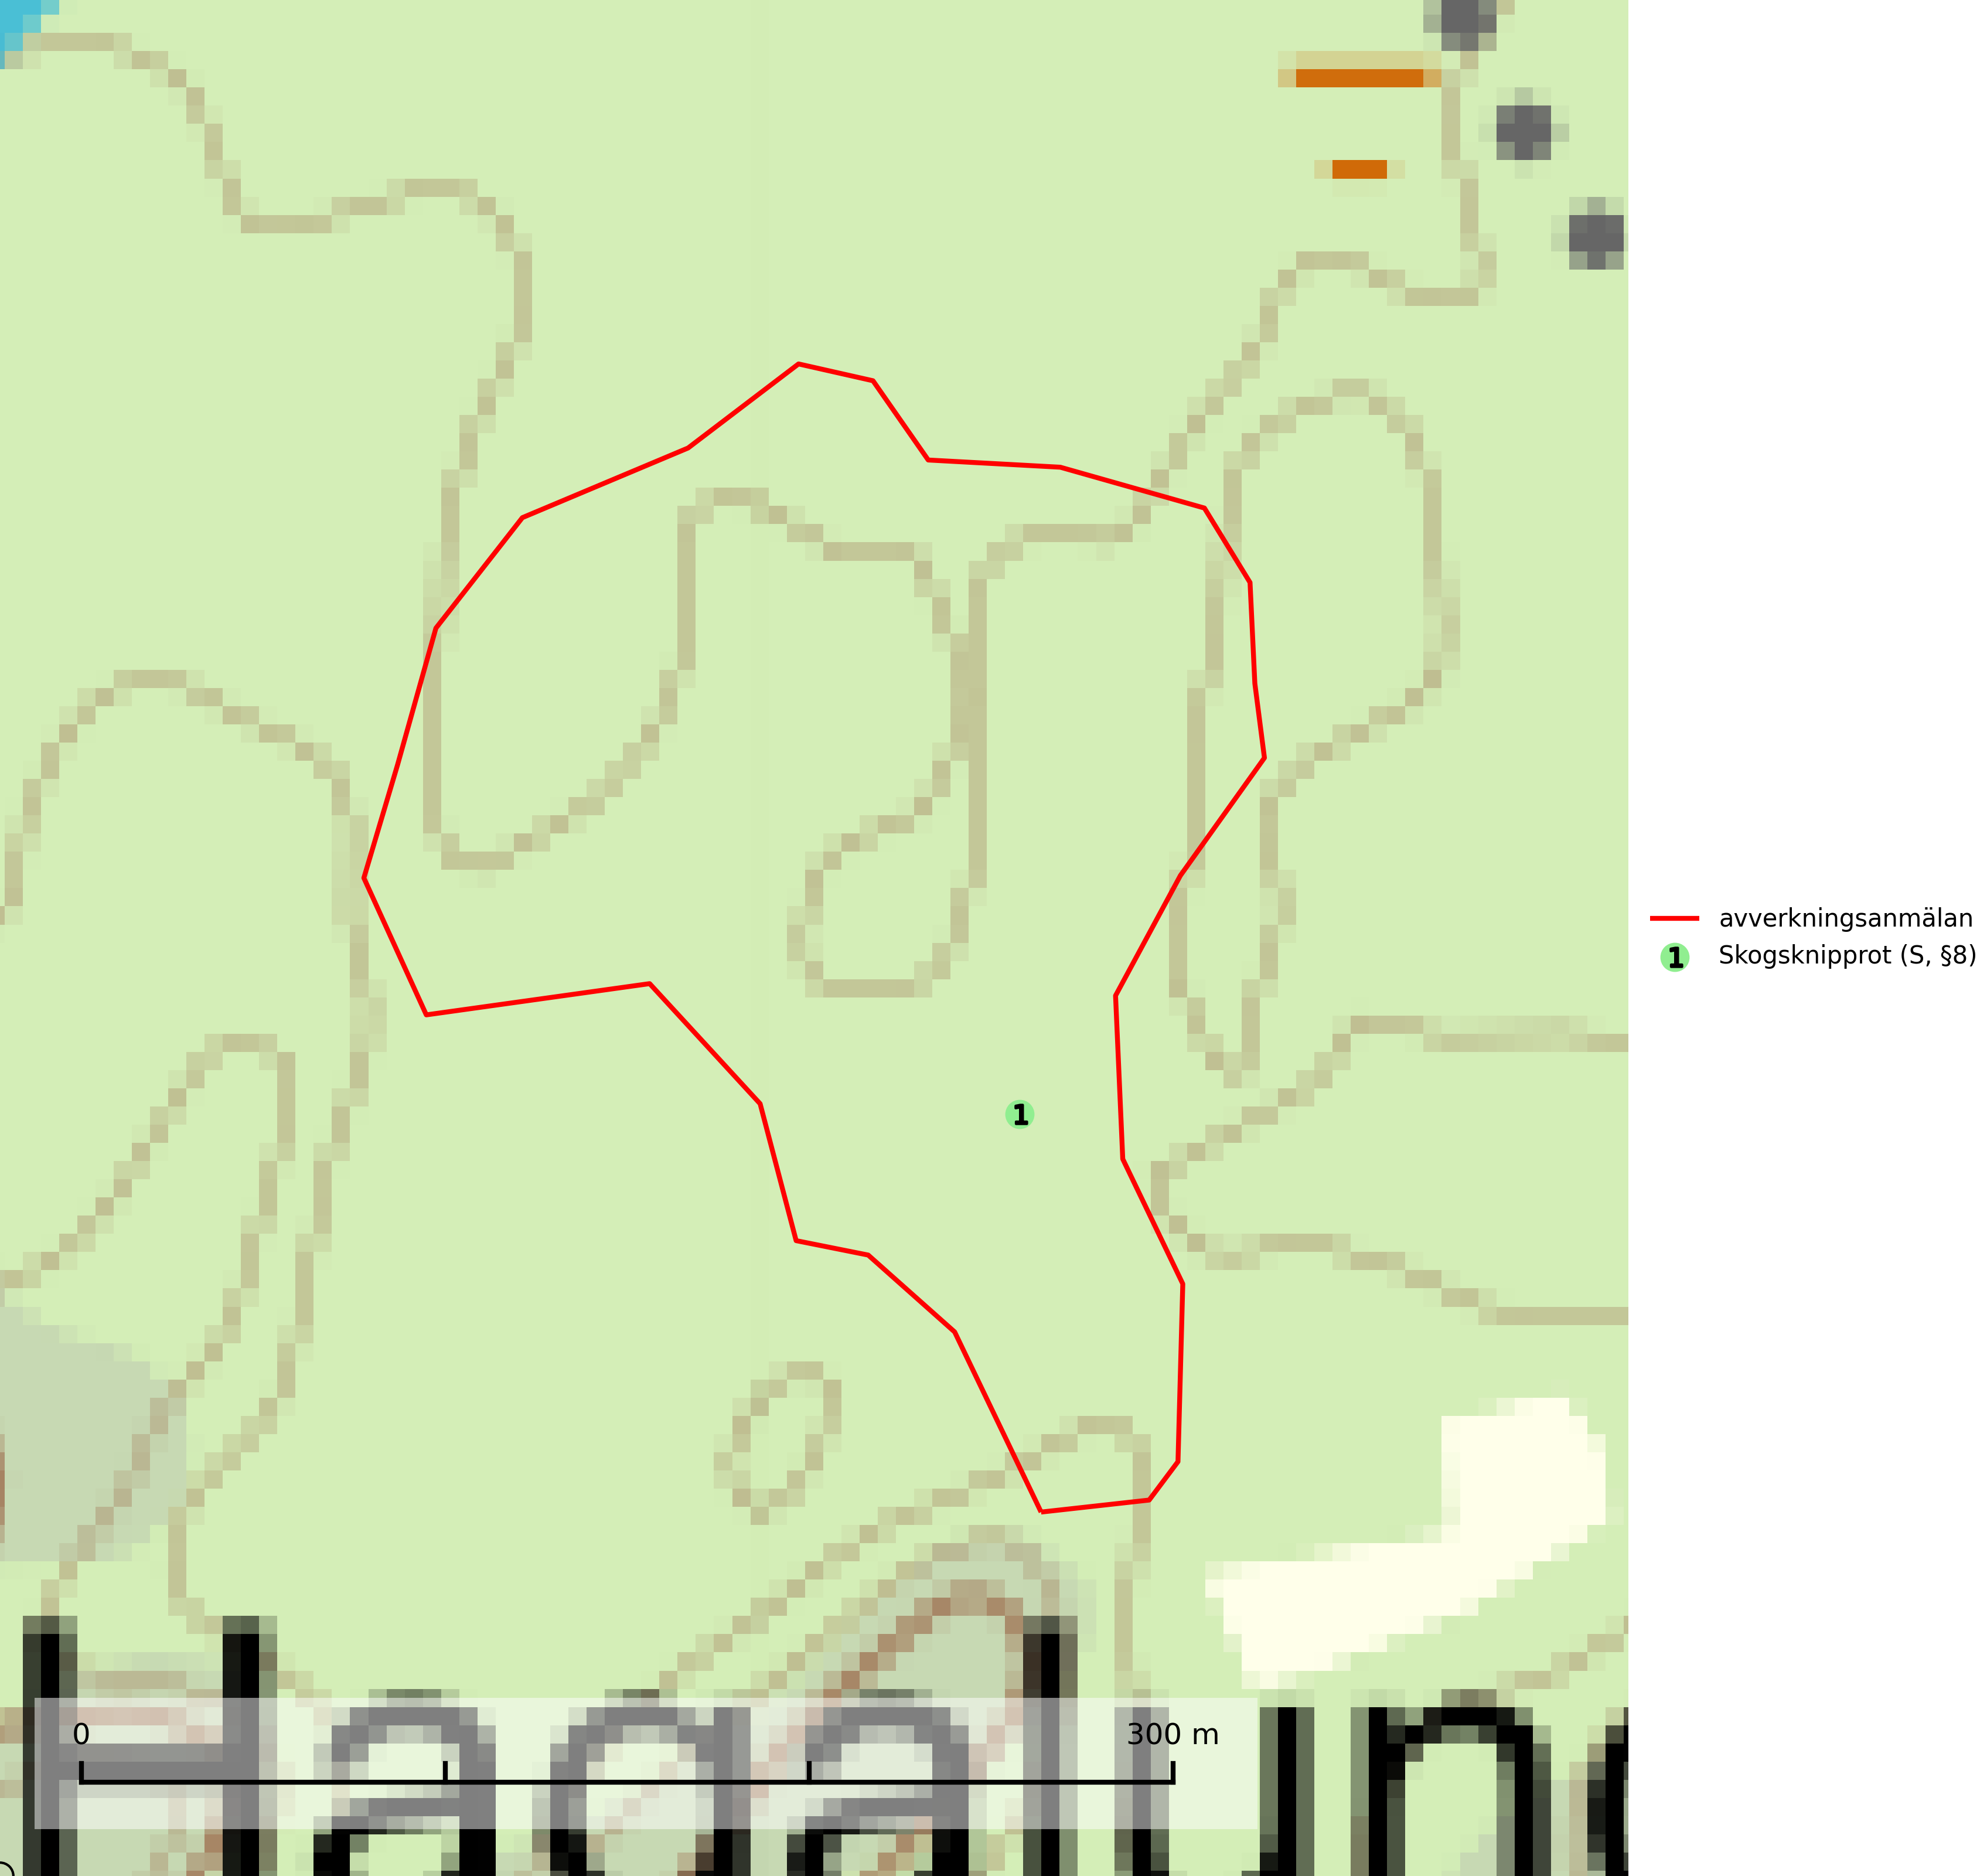 avverkningsanmälan
1 Skogsknipprot (S, §8)
1
0 300 m